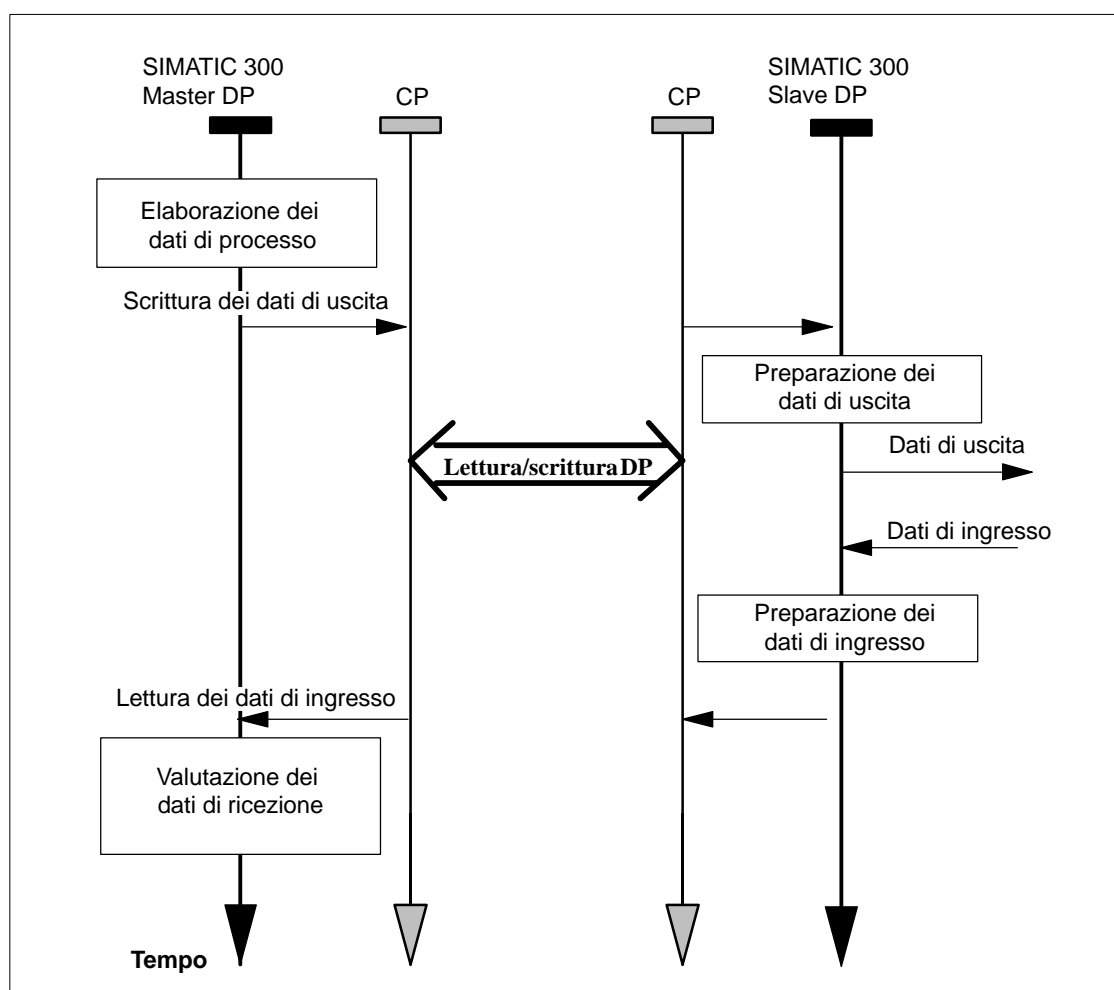 SIMATIC 300
Master DP
CP
CP
SIMATIC 300
Slave DP
Elaborazione dei
dati di processo
Scrittura dei dati di uscita
Preparazione dei
dati di uscita
Dati di uscita
Lettura/scrittura DP
Dati di ingresso
Preparazione dei
dati di ingresso
Lettura dei dati di ingresso
Valutazione dei
dati di ricezione
Tempo